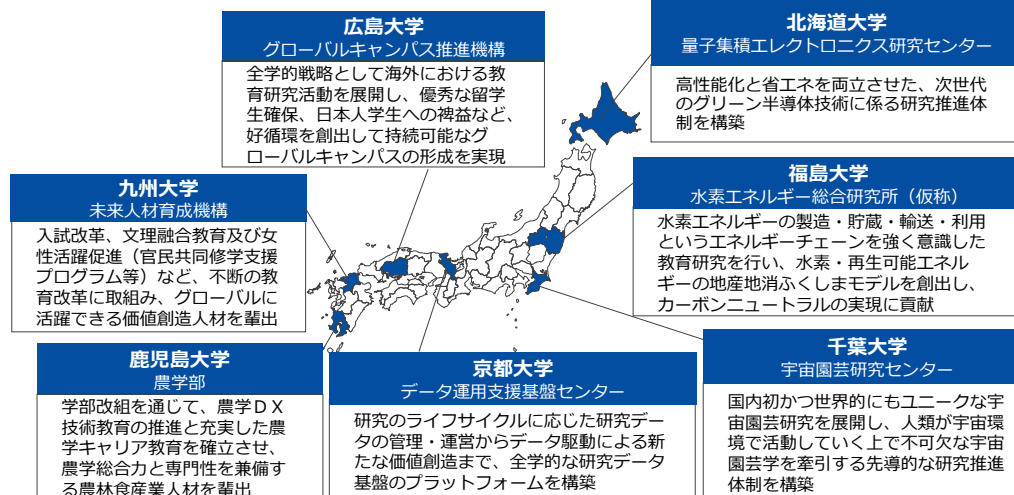 広島大学
グローバルキャンパス推進機構
全学的戦略として海外における教
育研究活動を展開し、優秀な留学
生確保、日本人学生への裨益など、
好循環を創出して持続可能なグ
ローバルキャンパスの形成を実現
北海道大学
量子集積エレクトロニクス研究センター
高性能化と省エネを両立させた、次世代
のグリーン半導体技術に係る研究推進体
制を構築
九州大学
未来人材育成機構
入試改革、文理融合教育及び女
性活躍促進（官民共同修学支援
プログラム等）など、不断の教
育改革に取組み、グローバルに
活躍できる価値創造人材を輩出
福島大学
水素エネルギー総合研究所（仮称）
水素エネルギーの製造・貯蔵・輸送・利用
というエネルギーチェーンを強く意識した
教育研究を行い、水素・再生可能エネル
ギーの地産地消ふくしまモデルを創出し、
カーボンニュートラルの実現に貢献
鹿児島大学
農学部
学部改組を通じて、農学ＤＸ
技術教育の推進と充実した農
学キャリア教育を確立させ、
農学総合力と専門性を兼備す
る農林食産業人材を輩出
京都大学
データ運用支援基盤センター
研究のライフサイクルに応じた研究デー
タの管理・運営からデータ駆動による新
たな価値創造まで、全学的な研究データ
基盤のプラットフォームを構築
千葉大学
宇宙園芸研究センター
国内初かつ世界的にもユニークな宇
宙園芸研究を展開し、人類が宇宙環
境で活動していく上で不可欠な宇宙
園芸学を牽引する先導的な研究推進
体制を構築